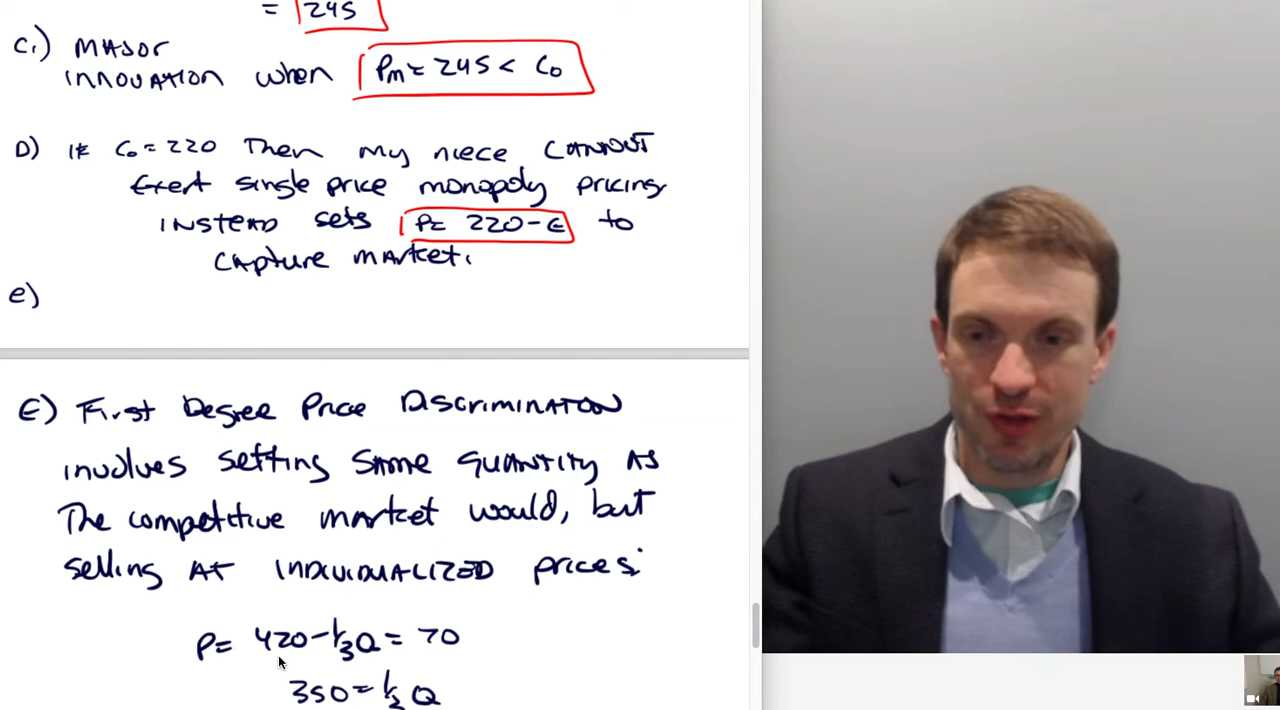 = 245
C.) MAJOR
INNOVATION when Pm = 245 < C₀
D) If C₀ = 220 Then my niece CANNOT
Exert single price monopoly pricing
INSTEAD sets P = 220 - ε to
CAPTURE MARKET.
e)
E) First Degree Price DISCRIMINATON
involves setting SAME QUANTITY AS
The competitive market would, but
selling AT INDIVIDUALIZED prices:
P = 420 - 1/3 Q = 70
350 = 1/3 Q